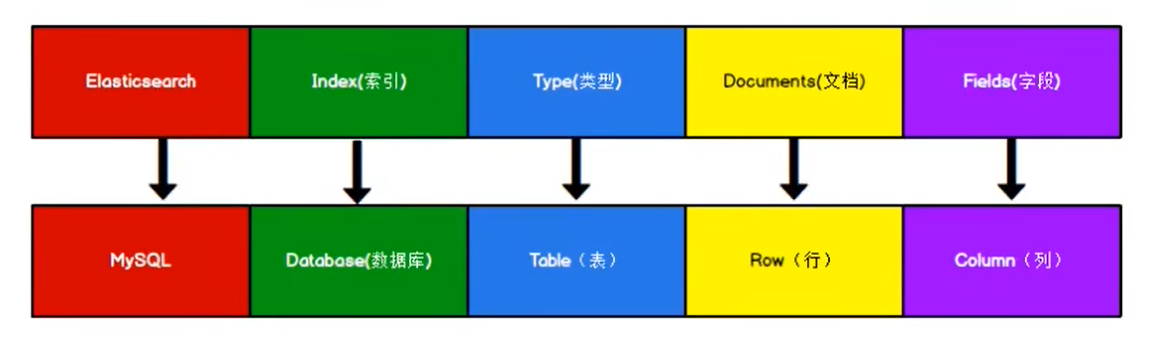 Elasticsearch
Index(索引)
Type(类型)
Documents(文档)
Fields(字段)
MySQL
Database(数据库)
Table（表）
Row（行）
Column（列）